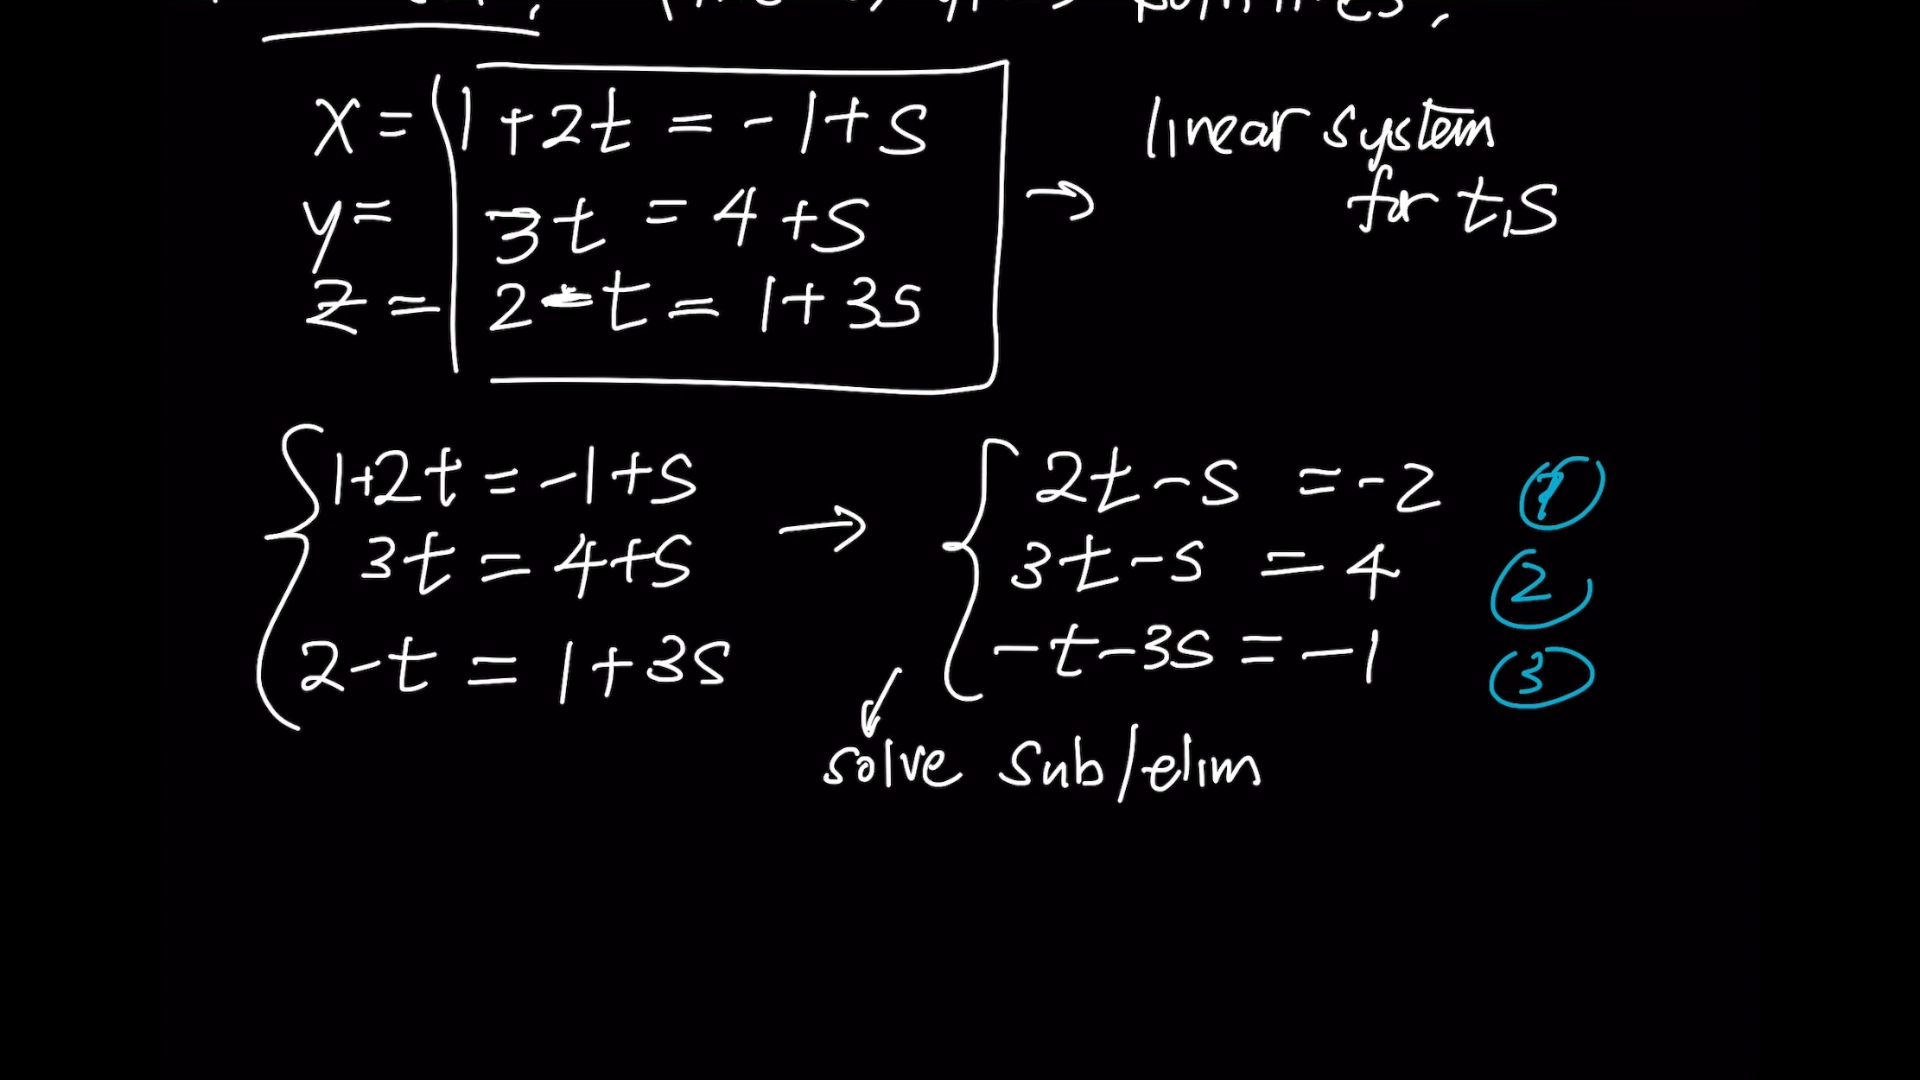 x = 1+2t = -1+s
y = 3t = 4+s
z = 2-t = 1+3s
→ linear system
for t,s
1+2t = -1+s
3t = 4+s
2-t = 1+3s
→
2t-s = -2 ①
3t-s = 4 ②
-t-3s = -1 ③
solve sub/elim